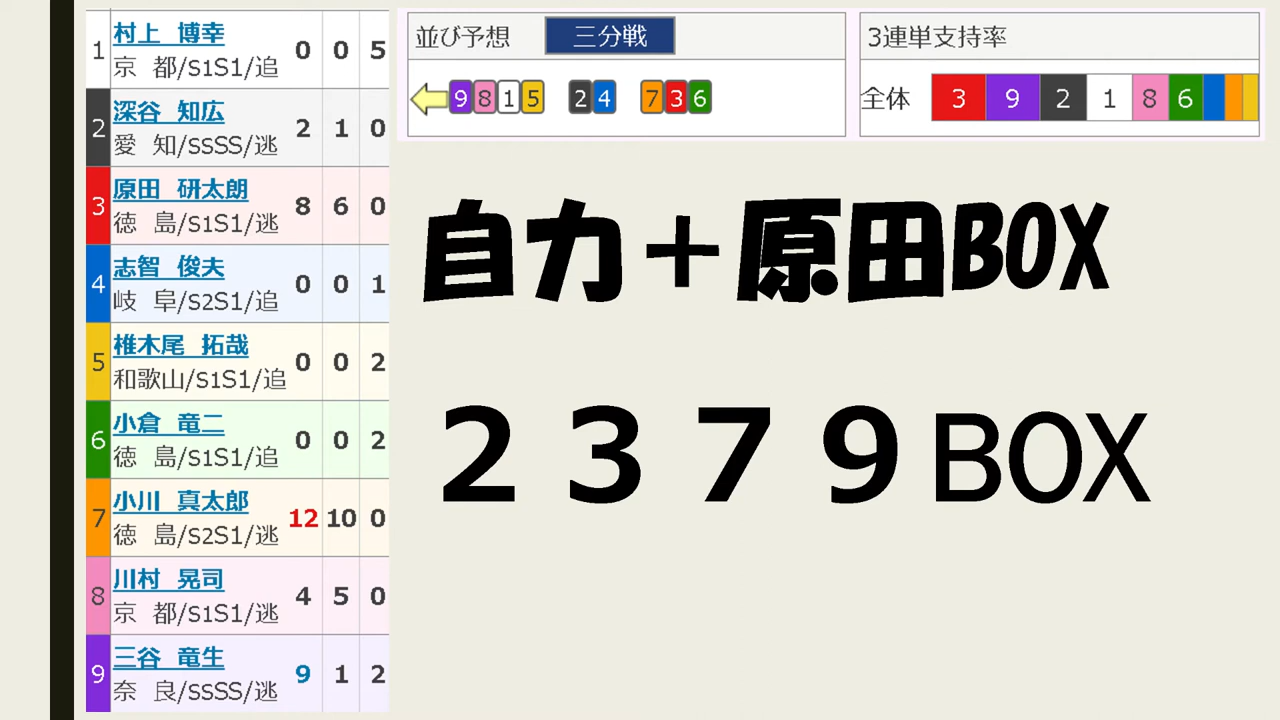 1 村上 博幸 0 0 5
京 都/S1S1/追
2 深谷 知広 2 1 0
愛 知/SSSS/逃
3 原田 研太朗 8 6 0
徳 島/S1S1/逃
4 志智 俊夫 0 0 1
岐 阜/S2S1/追
5 椎木尾 拓哉 0 0 2
和歌山/S1S1/追
6 小倉 竜二 0 0 2
徳 島/S1S1/追
7 小川 真太郎 12 10 0
徳 島/S2S1/逃
8 川村 晃司 4 5 0
京 都/S1S1/逃
9 三谷 竜生 9 1 2
奈 良/SSSS/逃
並び予想 三分戦
9 8 1 5 2 4 7 3 6
3連単支持率
全体 3 9 2 1 8 6
自力＋原田BOX
２３７９BOX